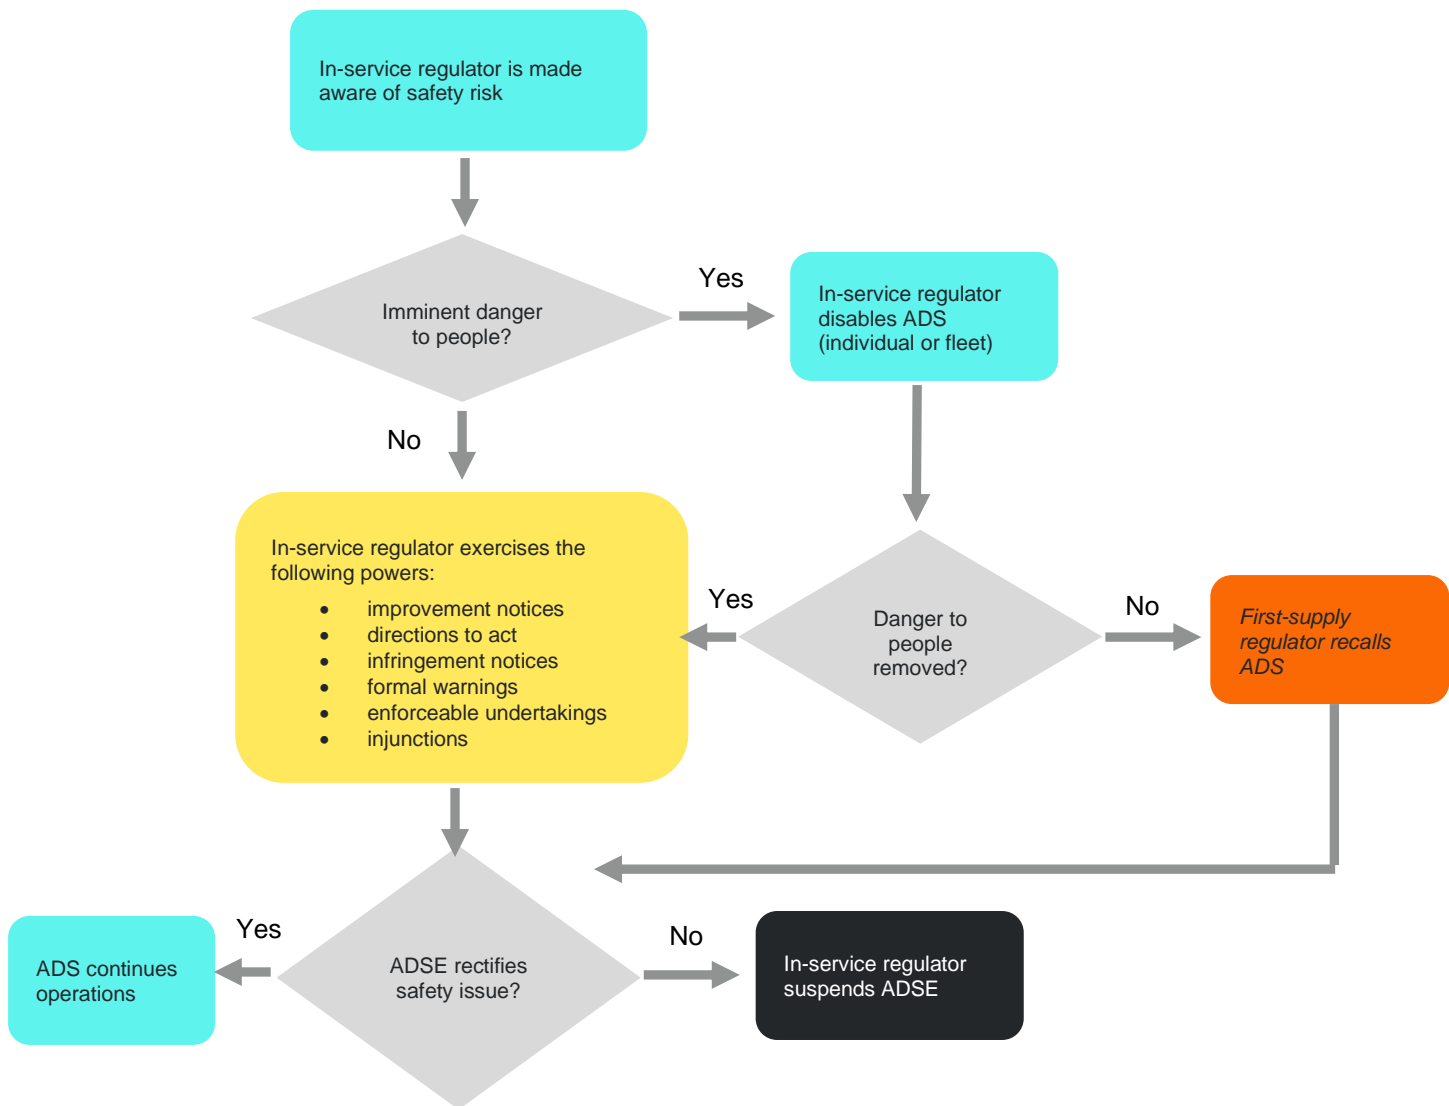 In-service regulator is made
aware of safety risk
Imminent danger
to people?
Yes
In-service regulator
disables ADS
(individual or fleet)
No
In-service regulator exercises the
following powers:
• improvement notices
• directions to act
• infringement notices
• formal warnings
• enforceable undertakings
• injunctions
Yes
Danger to
people
removed?
No
First-supply
regulator recalls
ADS
Yes
ADS continues
operations
ADSE rectifies
safety issue?
No
In-service regulator
suspends ADSE